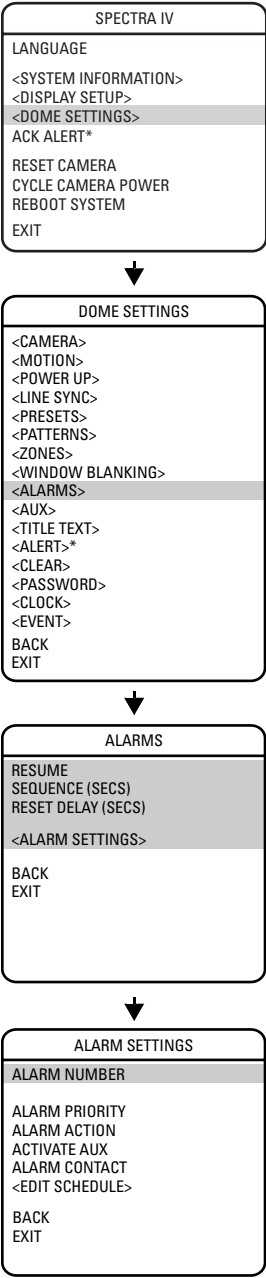 SPECTRA IV
LANGUAGE
<SYSTEM INFORMATION>
<DISPLAY SETUP>
<DOME SETTINGS>
ACK ALERT*
RESET CAMERA
CYCLE CAMERA POWER
REBOOT SYSTEM
EXIT
DOME SETTINGS
<CAMERA>
<MOTION>
<POWER UP>
<LINE SYNC>
<PRESETS>
<PATTERNS>
<ZONES>
<WINDOW BLANKING>
<ALARMS>
<AUX>
<TITLE TEXT>
<ALERT>*
<CLEAR>
<PASSWORD>
<CLOCK>
<EVENT>
BACK
EXIT
ALARMS
RESUME
SEQUENCE (SECS)
RESET DELAY (SECS)
<ALARM SETTINGS>
BACK
EXIT
ALARM SETTINGS
ALARM NUMBER
ALARM PRIORITY
ALARM ACTION
ACTIVATE AUX
ALARM CONTACT
<EDIT SCHEDULE>
BACK
EXIT